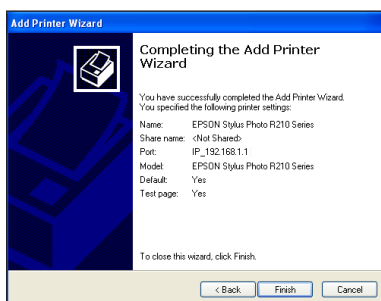 Add Printer Wizard
Completing the Add Printer
Wizard
You have successfully completed the Add Printer Wizard.
You specified the following printer settings:
Name: EPSON Stylus Photo R210 Series
Share name: <Not Shared>
Port: IP_192.168.1.1
Model: EPSON Stylus Photo R210 Series
Default: Yes
Test page: Yes
To close this wizard, click Finish.
< Back Finish Cancel